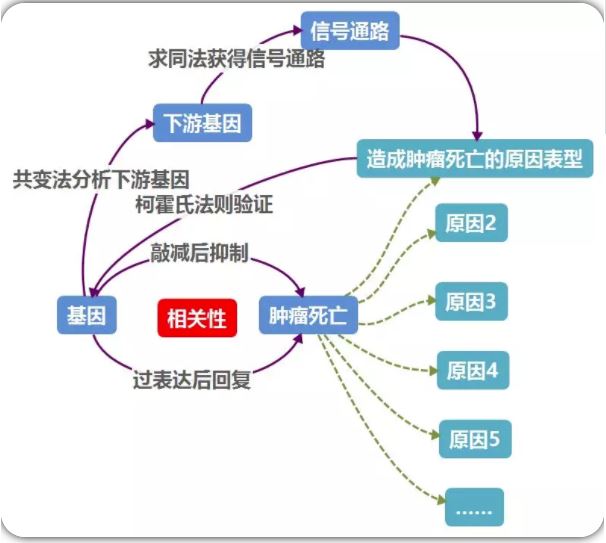 信号通路
求同法获得信号通路
下游基因
造成肿瘤死亡的原因表型
共变法分析下游基因
柯霍氏法则验证
原因2
敲减后抑制
原因3
基因
相关性
肿瘤死亡
原因4
过表达后回复
原因5
......